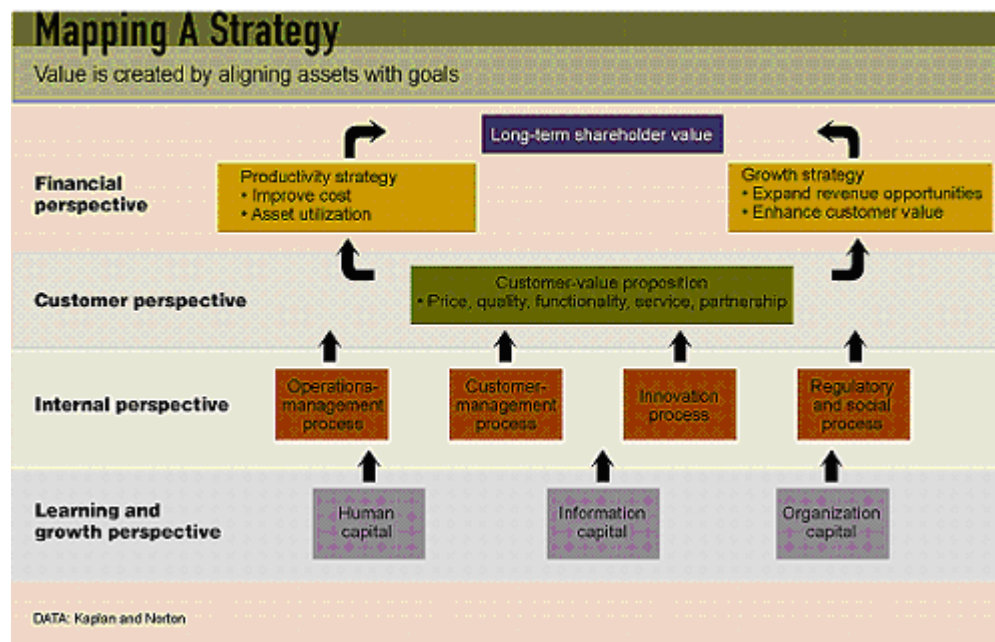 Mapping A Strategy
Value is created by aligning assets with goals
Long-term shareholder value
Financial
perspective
Productivity strategy
• Improve cost
• Asset utilization
Growth strategy
• Expand revenue opportunities
• Enhance customer value
Customer perspective
Customer-value proposition
• Price, quality, functionality, service, partnership
Internal perspective
Operations-
management
process
Customer-
management
process
Innovation
process
Regulatory
and social
process
Learning and
growth perspective
Human
capital
Information
capital
Organization
capital
DATA: Kaplan and Norton